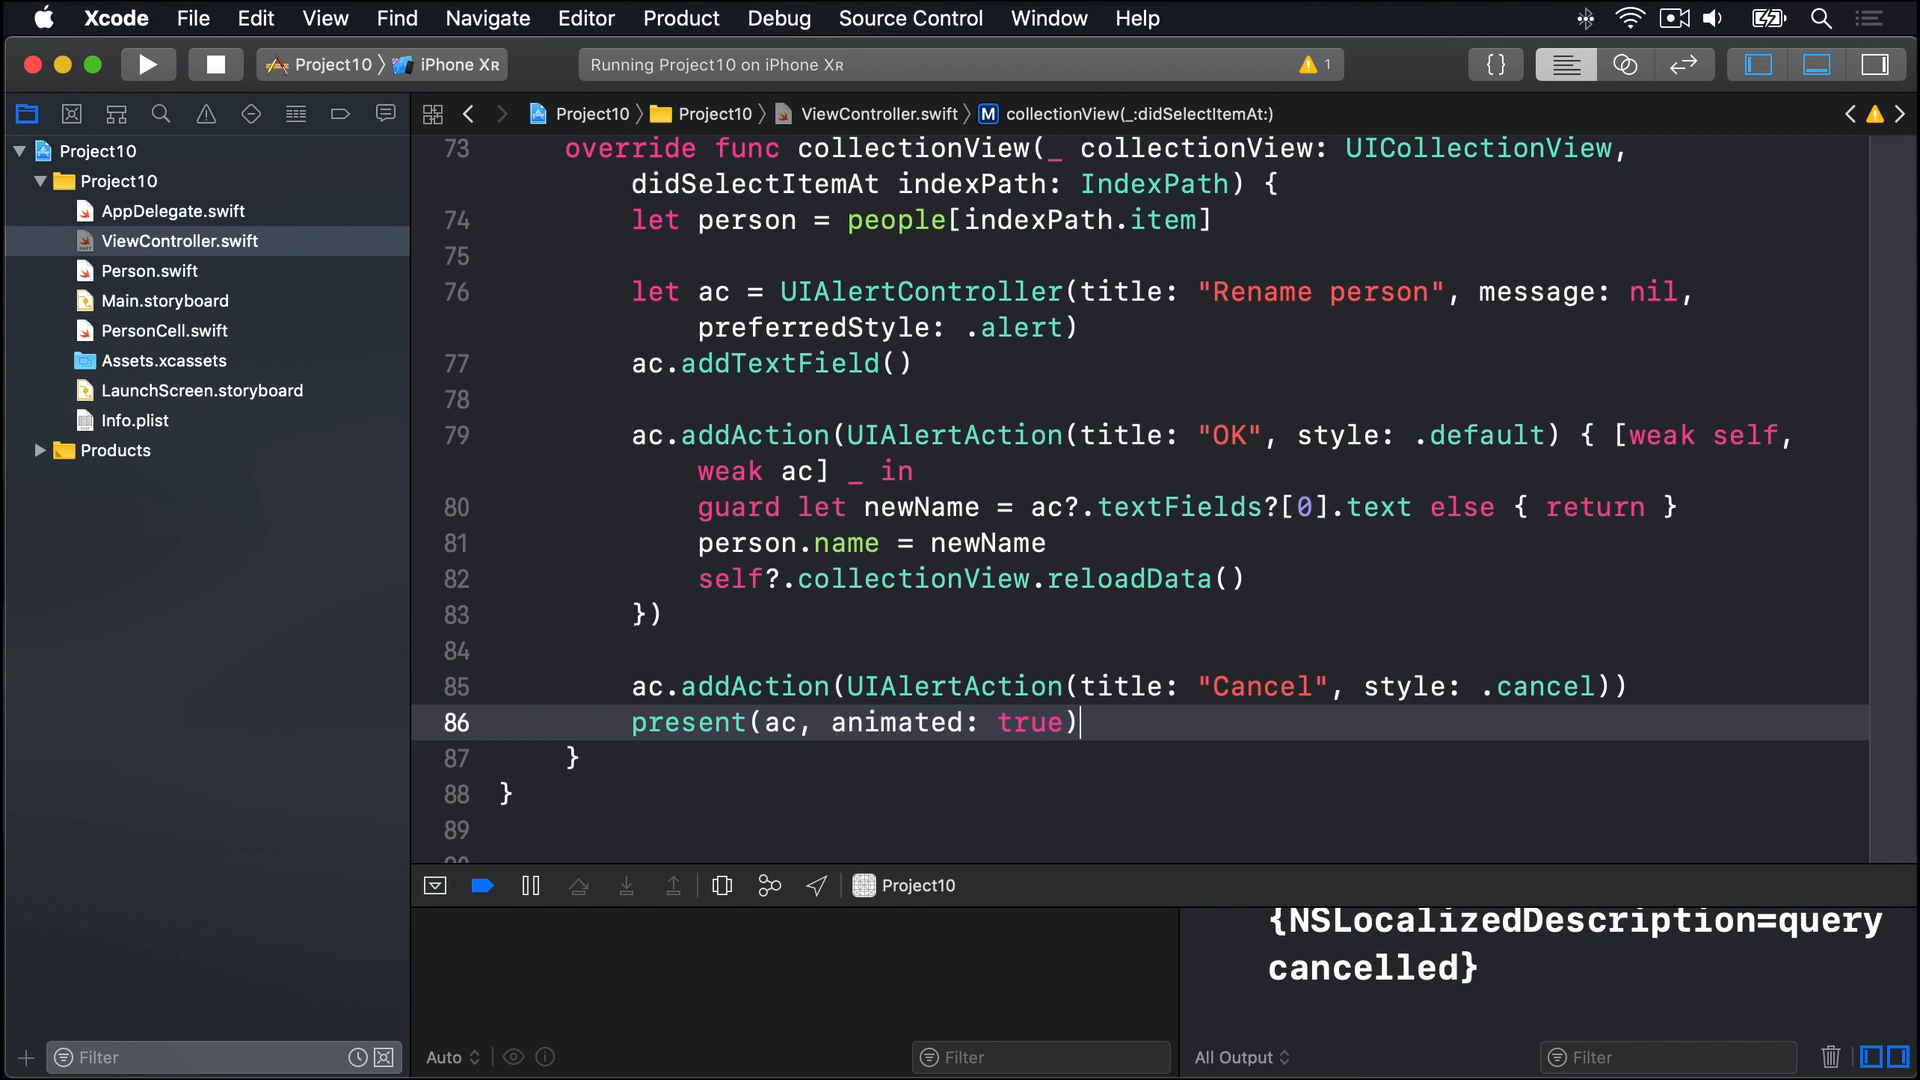 Xcode File Edit View Find Navigate Editor Product Debug Source Control Window Help
Project10 iPhone XR
Running Project10 on iPhone XR
1
{ }
Project10 Project10 ViewController.swift M collectionView(_:didSelectItemAt:)
Project10
Project10
AppDelegate.swift
ViewController.swift
Person.swift
Main.storyboard
PersonCell.swift
Assets.xcassets
LaunchScreen.storyboard
Info.plist
Products
73 override func collectionView(_ collectionView: UICollectionView,
didSelectItemAt indexPath: IndexPath) {
74 let person = people[indexPath.item]
75
76 let ac = UIAlertController(title: "Rename person", message: nil,
preferredStyle: .alert)
77 ac.addTextField()
78
79 ac.addAction(UIAlertAction(title: "OK", style: .default) { [weak self,
weak ac] _ in
80 guard let newName = ac?.textFields?[0].text else { return }
81 person.name = newName
82 self?.collectionView.reloadData()
83 })
84
85 ac.addAction(UIAlertAction(title: "Cancel", style: .cancel))
86 present(ac, animated: true)
87 }
88 }
89
90
Project10
{NSLocalizedDescription=query
cancelled}
Filter
Auto
Filter
All Output
Filter